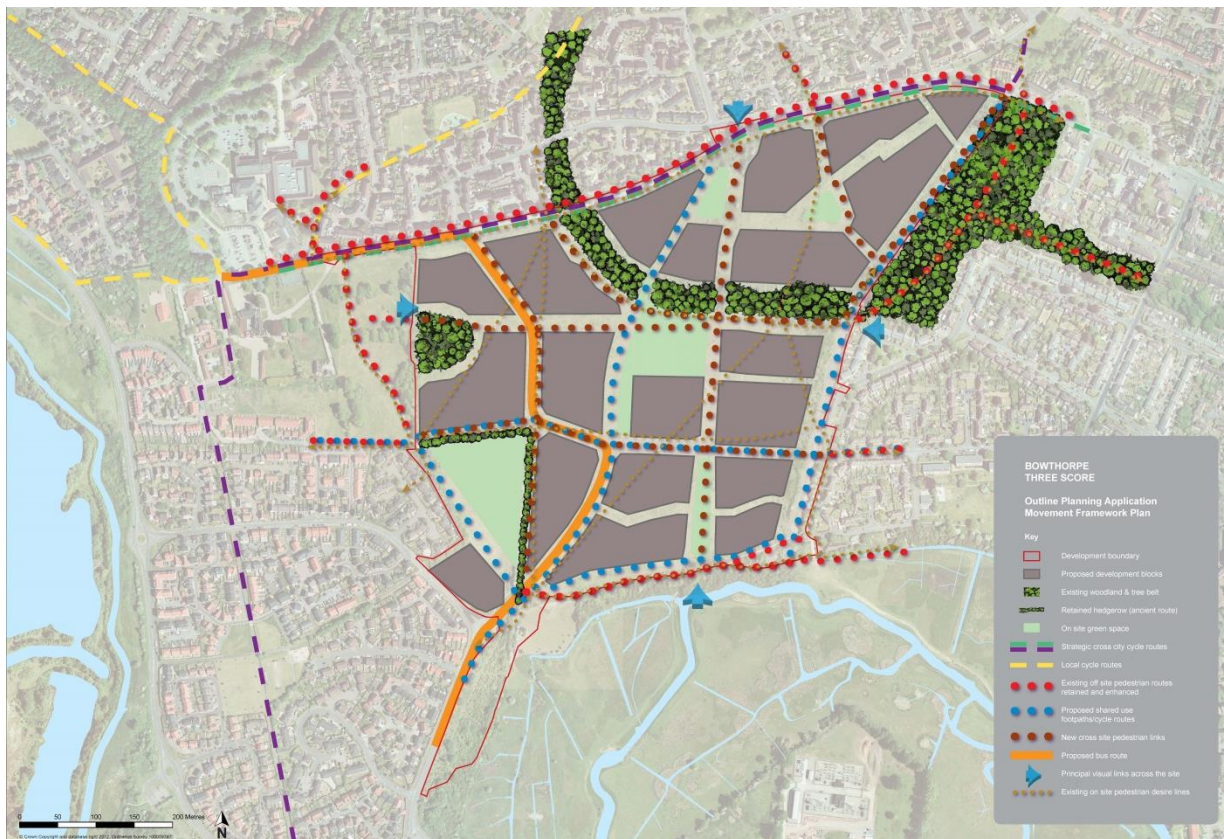 BOWTHORPE
THREE SCORE
Outline Planning Application
Movement Framework Plan
Key
Development boundary
Proposed development blocks
Existing woodland & tree belt
Retained hedgerow (ancient route)
On site green space
Strategic cross city cycle routes
Local cycle routes
Existing off site pedestrian routes
retained and enhanced
Proposed shared use
footpaths/cycle routes
New cross site pedestrian links
Proposed bus route
Principal visual links across the site
Existing on site pedestrian desire lines
0 50 100 150 200 Metres
N